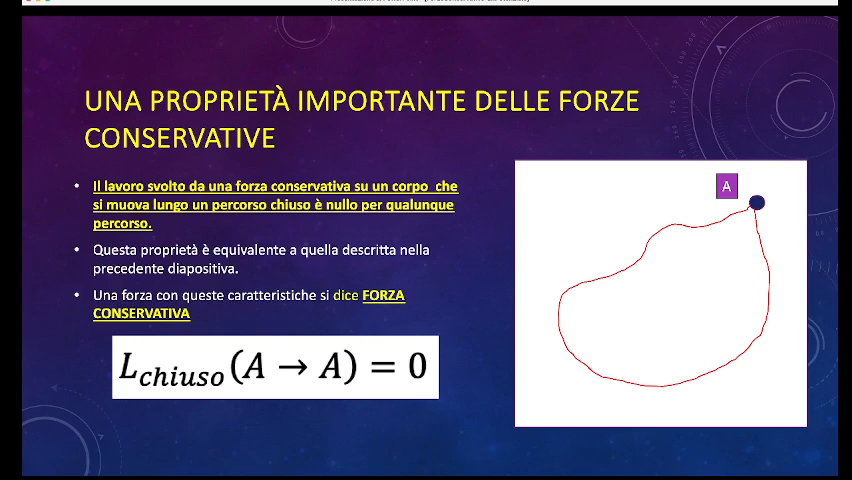 UNA PROPRIETÀ IMPORTANTE DELLE FORZE
CONSERVATIVE
• Il lavoro svolto da una forza conservativa su un corpo che
si muova lungo un percorso chiuso è nullo per qualunque
percorso.
• Questa proprietà è equivalente a quella descritta nella
precedente diapositiva.
• Una forza con queste caratteristiche si dice FORZA
CONSERVATIVA
L_chiuso(A → A) = 0
A